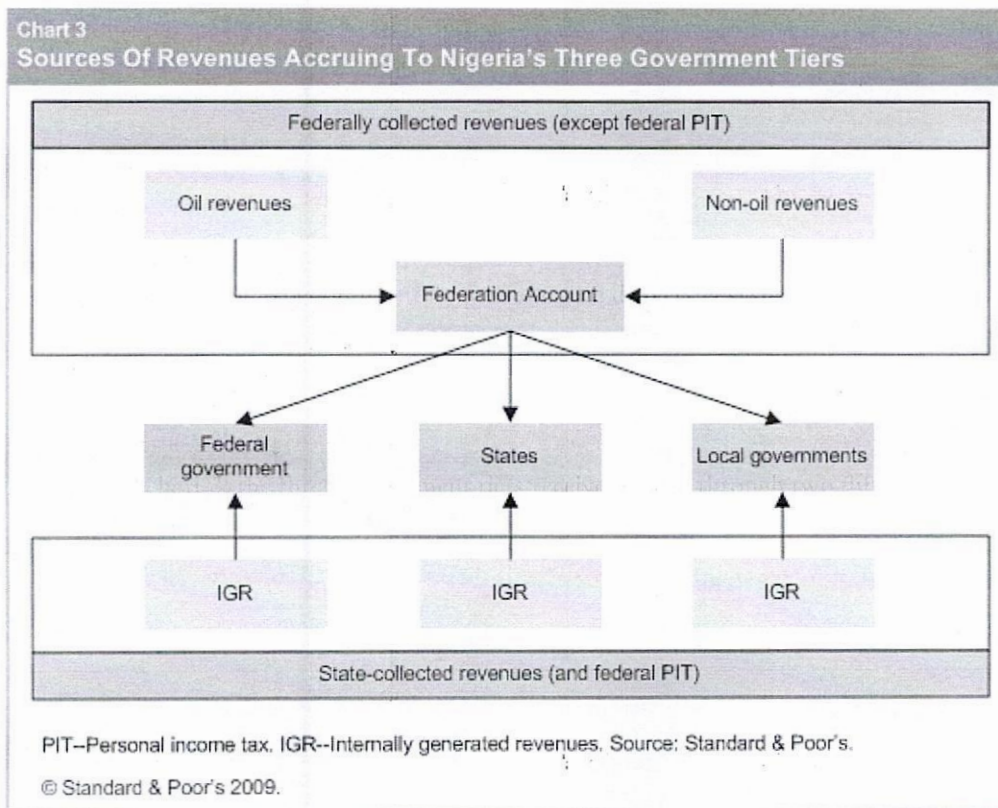 Chart 3
Sources Of Revenues Accruing To Nigeria's Three Government Tiers
Federally collected revenues (except federal PIT)
Oil revenues
Non-oil revenues
Federation Account
Federal
government
States
Local governments
IGR
IGR
IGR
State-collected revenues (and federal PIT)
PIT--Personal income tax. IGR--Internally generated revenues. Source: Standard & Poor's.
© Standard & Poor's 2009.